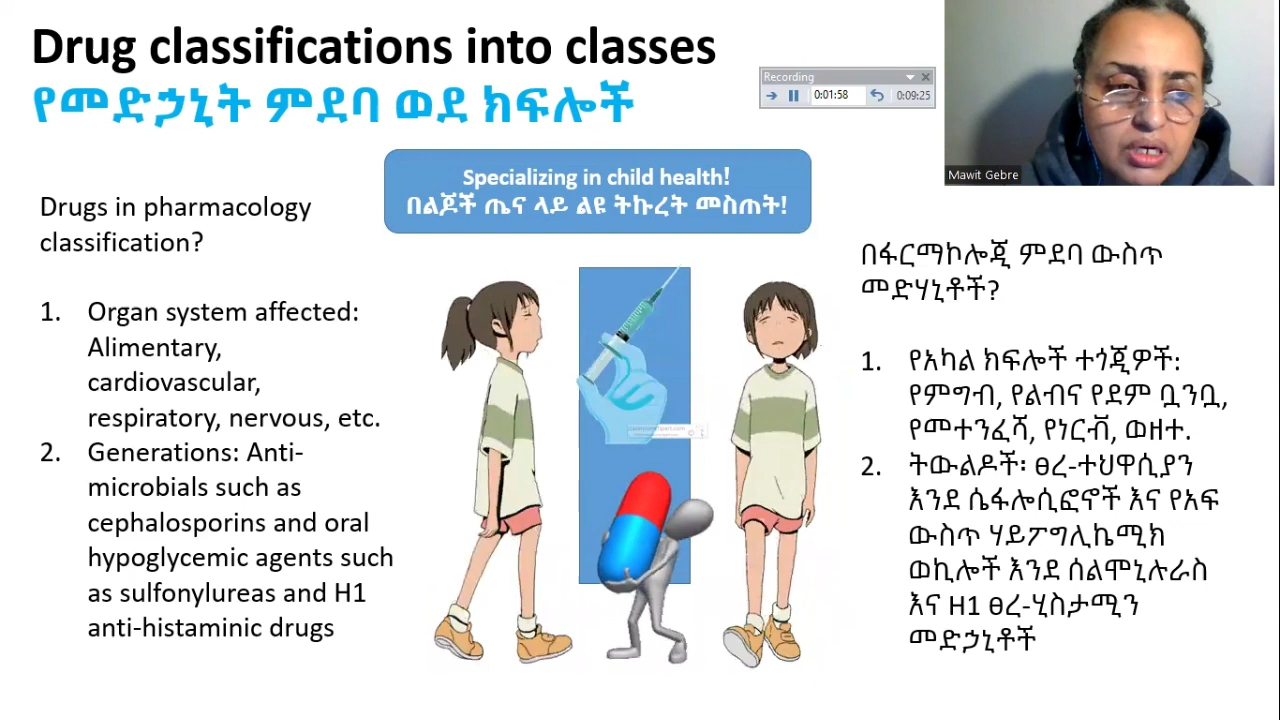 Drug classifications into classes
የመድኃኒት ምደባ ወደ ክፍሎች
Recording
0:01:58
0:09:25
Mawit Gebre
Specializing in child health!
በልጆች ጤና ላይ ልዩ ትኩረት መስጠት!
Drugs in pharmacology
classification?
1. Organ system affected:
Alimentary,
cardiovascular,
respiratory, nervous, etc.
2. Generations: Anti-
microbials such as
cephalosporins and oral
hypoglycemic agents such
as sulfonylureas and H1
anti-histaminic drugs
በፋርማኮሎጂ ምደባ ውስጥ
መድሃኒቶች?
1. የአካል ክፍሎች ተጎጂዎች:
የምግብ, የልብና የደም ቧንቧ,
የመተንፈሻ, የነርቭ, ወዘተ.
2. ትውልዶች፡ ፀረ-ተህዋሲያን
እንደ ሴፋሎሲፎኖች እና የአፍ
ውስጥ ሃይፖግሊኬሚክ
ወኪሎች እንደ ሰልሞኒሉራስ
እና H1 ፀረ-ሂስታሚን
መድኃኒቶች